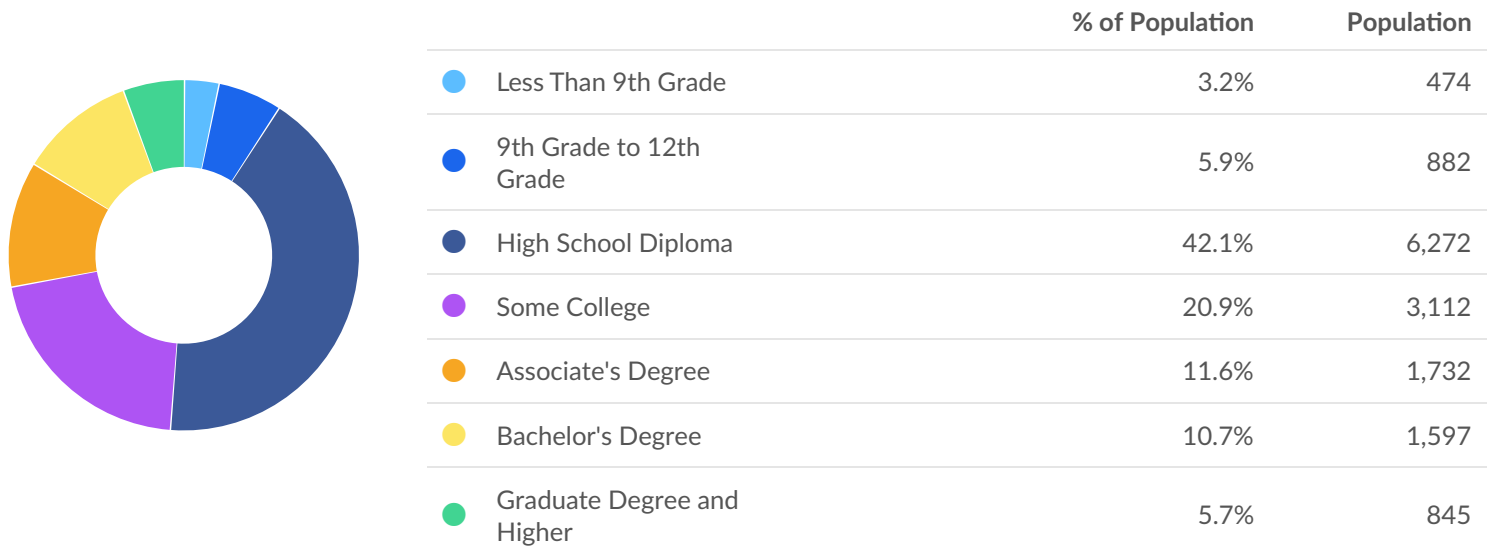 % of Population Population
Less Than 9th Grade 3.2% 474
9th Grade to 12th
Grade 5.9% 882
High School Diploma 42.1% 6,272
Some College 20.9% 3,112
Associate's Degree 11.6% 1,732
Bachelor's Degree 10.7% 1,597
Graduate Degree and
Higher 5.7% 845